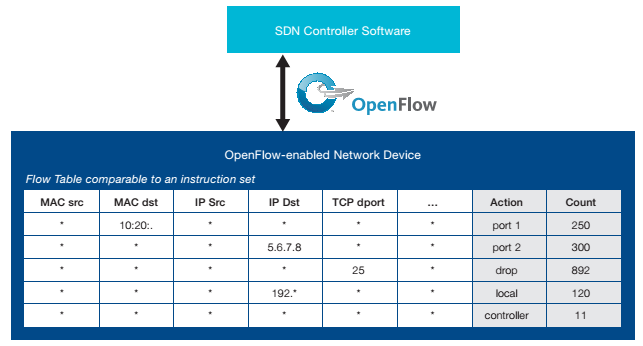 SDN Controller Software
OpenFlow
OpenFlow-enabled Network Device
Flow Table comparable to an instruction set
MAC src MAC dst IP Src IP Dst TCP dport ... Action Count
* 10:20:. * * * * port 1 250
* * * 5.6.7.8 * * port 2 300
* * * * 25 * drop 892
* * * 192.* * * local 120
* * * * * * controller 11